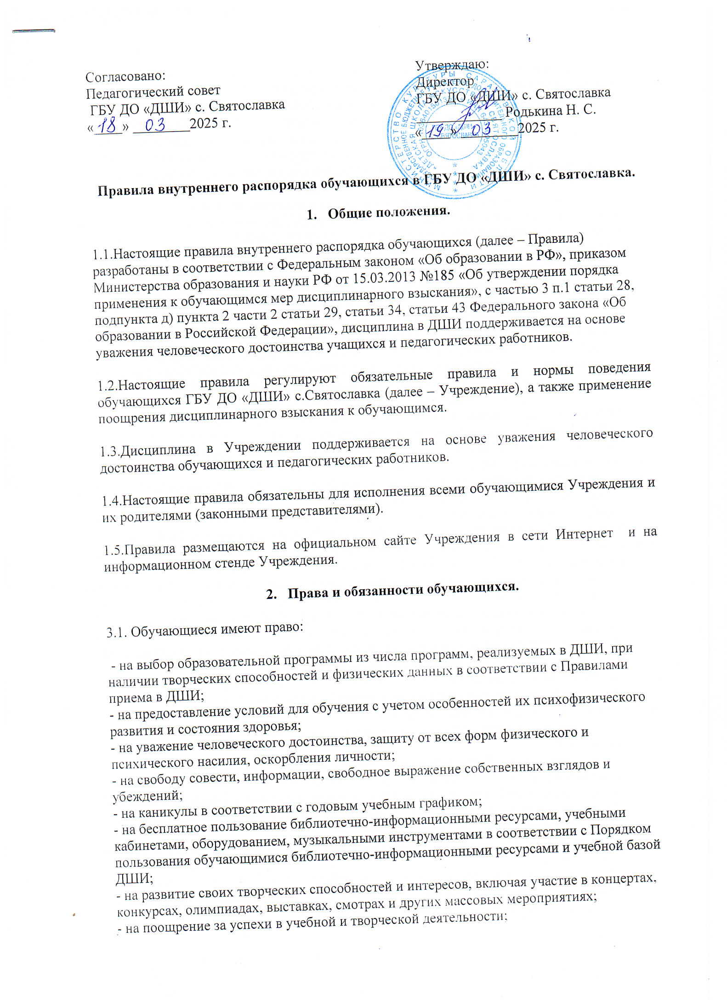 Согласовано:
Педагогический совет
ГБУ ДО «ДШИ» с. Святославка
«18» 03 2025 г.
Утверждаю:
Директор
ГБУ ДО «ДШИ» с. Святославка
Родькина Н. С.
«19» 03 2025 г.
МИНИСТЕРСТВО КУЛЬТУРЫ САРАТОВСКОЙ ОБЛАСТИ
Правила внутреннего распорядка обучающихся в ГБУ ДО «ДШИ» с. Святославка.
1. Общие положения.
1.1.Настоящие правила внутреннего распорядка обучающихся (далее – Правила)
разработаны в соответствии с Федеральным законом «Об образовании в РФ», приказом
Министерства образования и науки РФ от 15.03.2013 №185 «Об утверждении порядка
применения к обучающимся мер дисциплинарного взыскания», с частью 3 п.1 статьи 28,
подпункта д) пункта 2 части 2 статьи 29, статьи 34, статьи 43 Федерального закона «Об
образовании в Российской Федерации», дисциплина в ДШИ поддерживается на основе
уважения человеческого достоинства учащихся и педагогических работников.
1.2.Настоящие правила регулируют обязательные правила и нормы поведения
обучающихся ГБУ ДО «ДШИ» с.Святославка (далее – Учреждение), а также применение
поощрения дисциплинарного взыскания к обучающимся.
1.3.Дисциплина в Учреждении поддерживается на основе уважения человеческого
достоинства обучающихся и педагогических работников.
1.4.Настоящие правила обязательны для исполнения всеми обучающимися Учреждения и
их родителями (законными представителями).
1.5.Правила размещаются на официальном сайте Учреждения в сети Интернет и на
информационном стенде Учреждения.
2. Права и обязанности обучающихся.
3.1. Обучающиеся имеют право:
- на выбор образовательной программы из числа программ, реализуемых в ДШИ, при
наличии творческих способностей и физических данных в соответствии с Правилами
приема в ДШИ;
- на предоставление условий для обучения с учетом особенностей их психофизического
развития и состояния здоровья;
- на уважение человеческого достоинства, защиту от всех форм физического и
психического насилия, оскорбления личности;
- на свободу совести, информации, свободное выражение собственных взглядов и
убеждений;
- на каникулы в соответствии с годовым учебным графиком;
- на бесплатное пользование библиотечно-информационными ресурсами, учебными
кабинетами, оборудованием, музыкальными инструментами в соответствии с Порядком
пользования обучающимися библиотечно-информационными ресурсами и учебной базой
ДШИ;
- на развитие своих творческих способностей и интересов, включая участие в концертах,
конкурсах, олимпиадах, выставках, смотрах и других массовых мероприятиях;
- на поощрение за успехи в учебной и творческой деятельности;